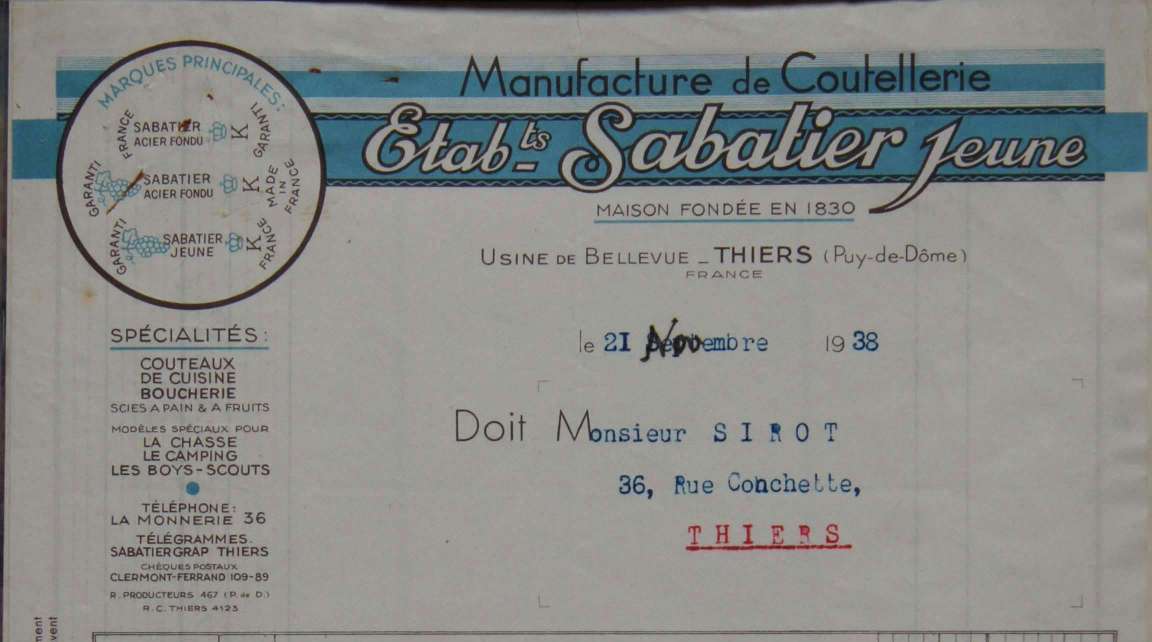 MARQUES PRINCIPALES:
FRANCE SABATIER ACIER FONDU K GARANTI
GARANTI SABATIER ACIER FONDU K MADE IN FRANCE
GARANTI SABATIER JEUNE K FRANCE
Manufacture de Coutellerie
Etabts Sabatier Jeune
MAISON FONDÉE EN 1830
USINE DE BELLEVUE _ THIERS (Puy-de-Dôme)
FRANCE
le 21 Novembre 1938
Doit Monsieur SIROT
36, Rue Conchette,
THIERS
SPÉCIALITÉS:
COUTEAUX
DE CUISINE
BOUCHERIE
SCIES A PAIN & A FRUITS
MODÈLES SPÉCIAUX POUR
LA CHASSE
LE CAMPING
LES BOYS-SCOUTS
TÉLÉPHONE:
LA MONNERIE 36
TÉLÉGRAMMES.
SABATIERGRAP THIERS
CHÈQUES POSTAUX
CLERMONT-FERRAND 109-89
R. PRODUCTEURS 467 (P. de D.)
R.C. THIERS 4123